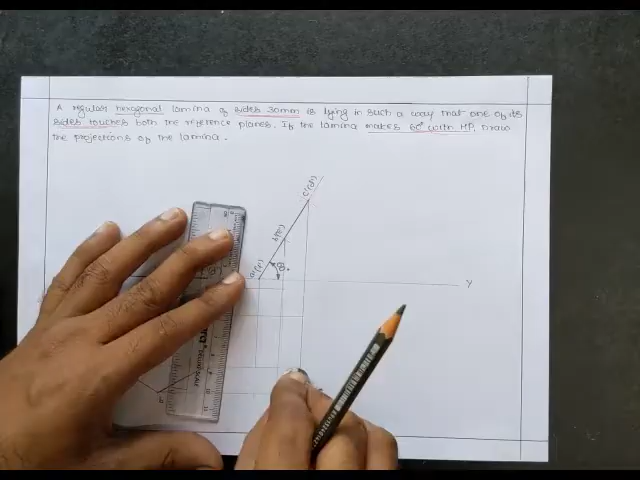 A regular hexagonal lamina of sides 30mm is lying in such a way that one of its
sides touches both the reference planes. If the lamina makes 60° with HP, Draw
the projections of the lamina.
Y